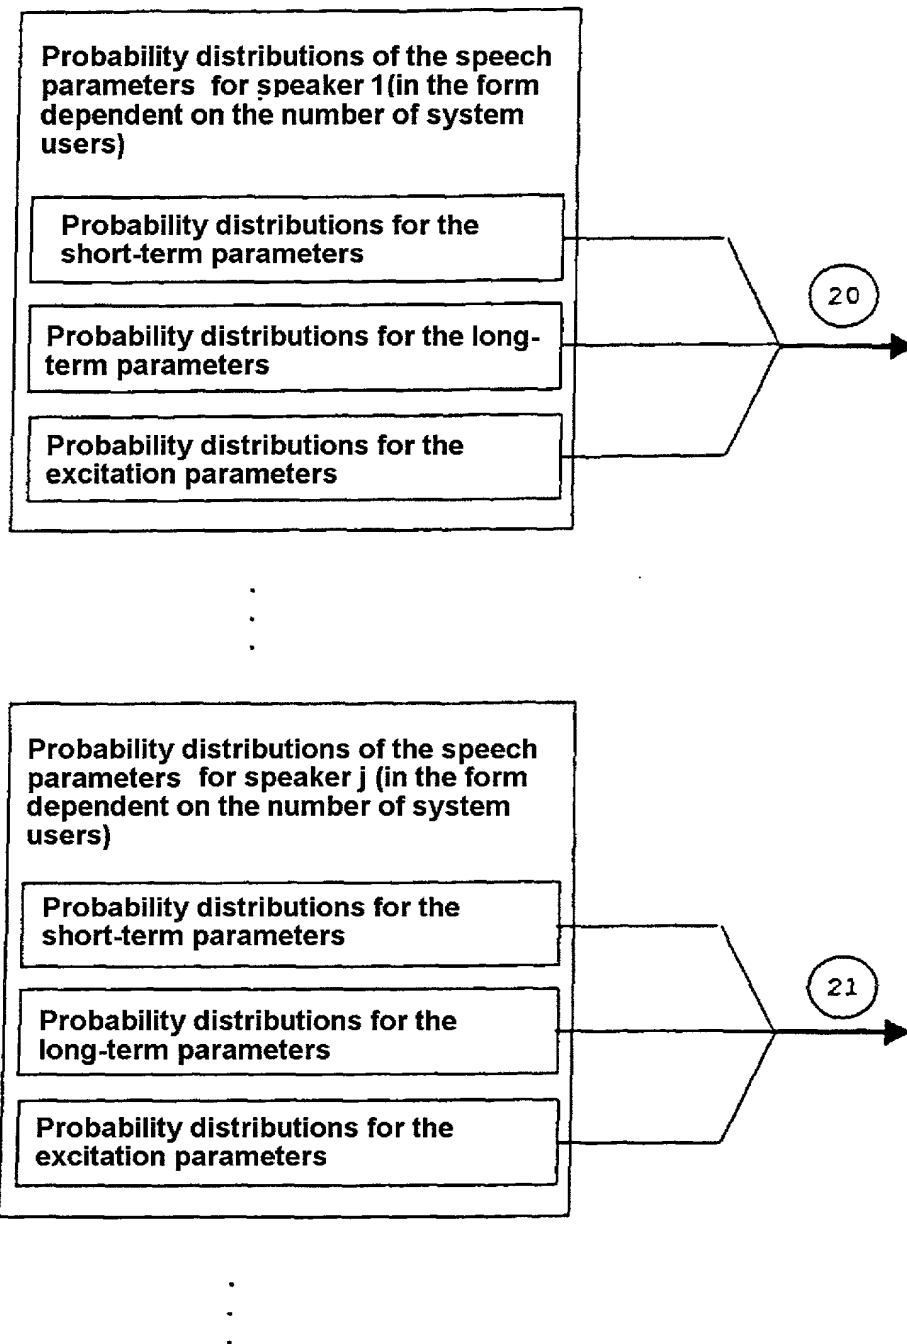 Probability distributions of the speech
parameters for speaker 1(in the form
dependent on the number of system
users)
Probability distributions for the
short-term parameters
20
Probability distributions for the long-
term parameters
Probability distributions for the
excitation parameters
Probability distributions of the speech
parameters for speaker j (in the form
dependent on the number of system
users)
Probability distributions for the
short-term parameters
21
Probability distributions for the
long-term parameters
Probability distributions for the
excitation parameters